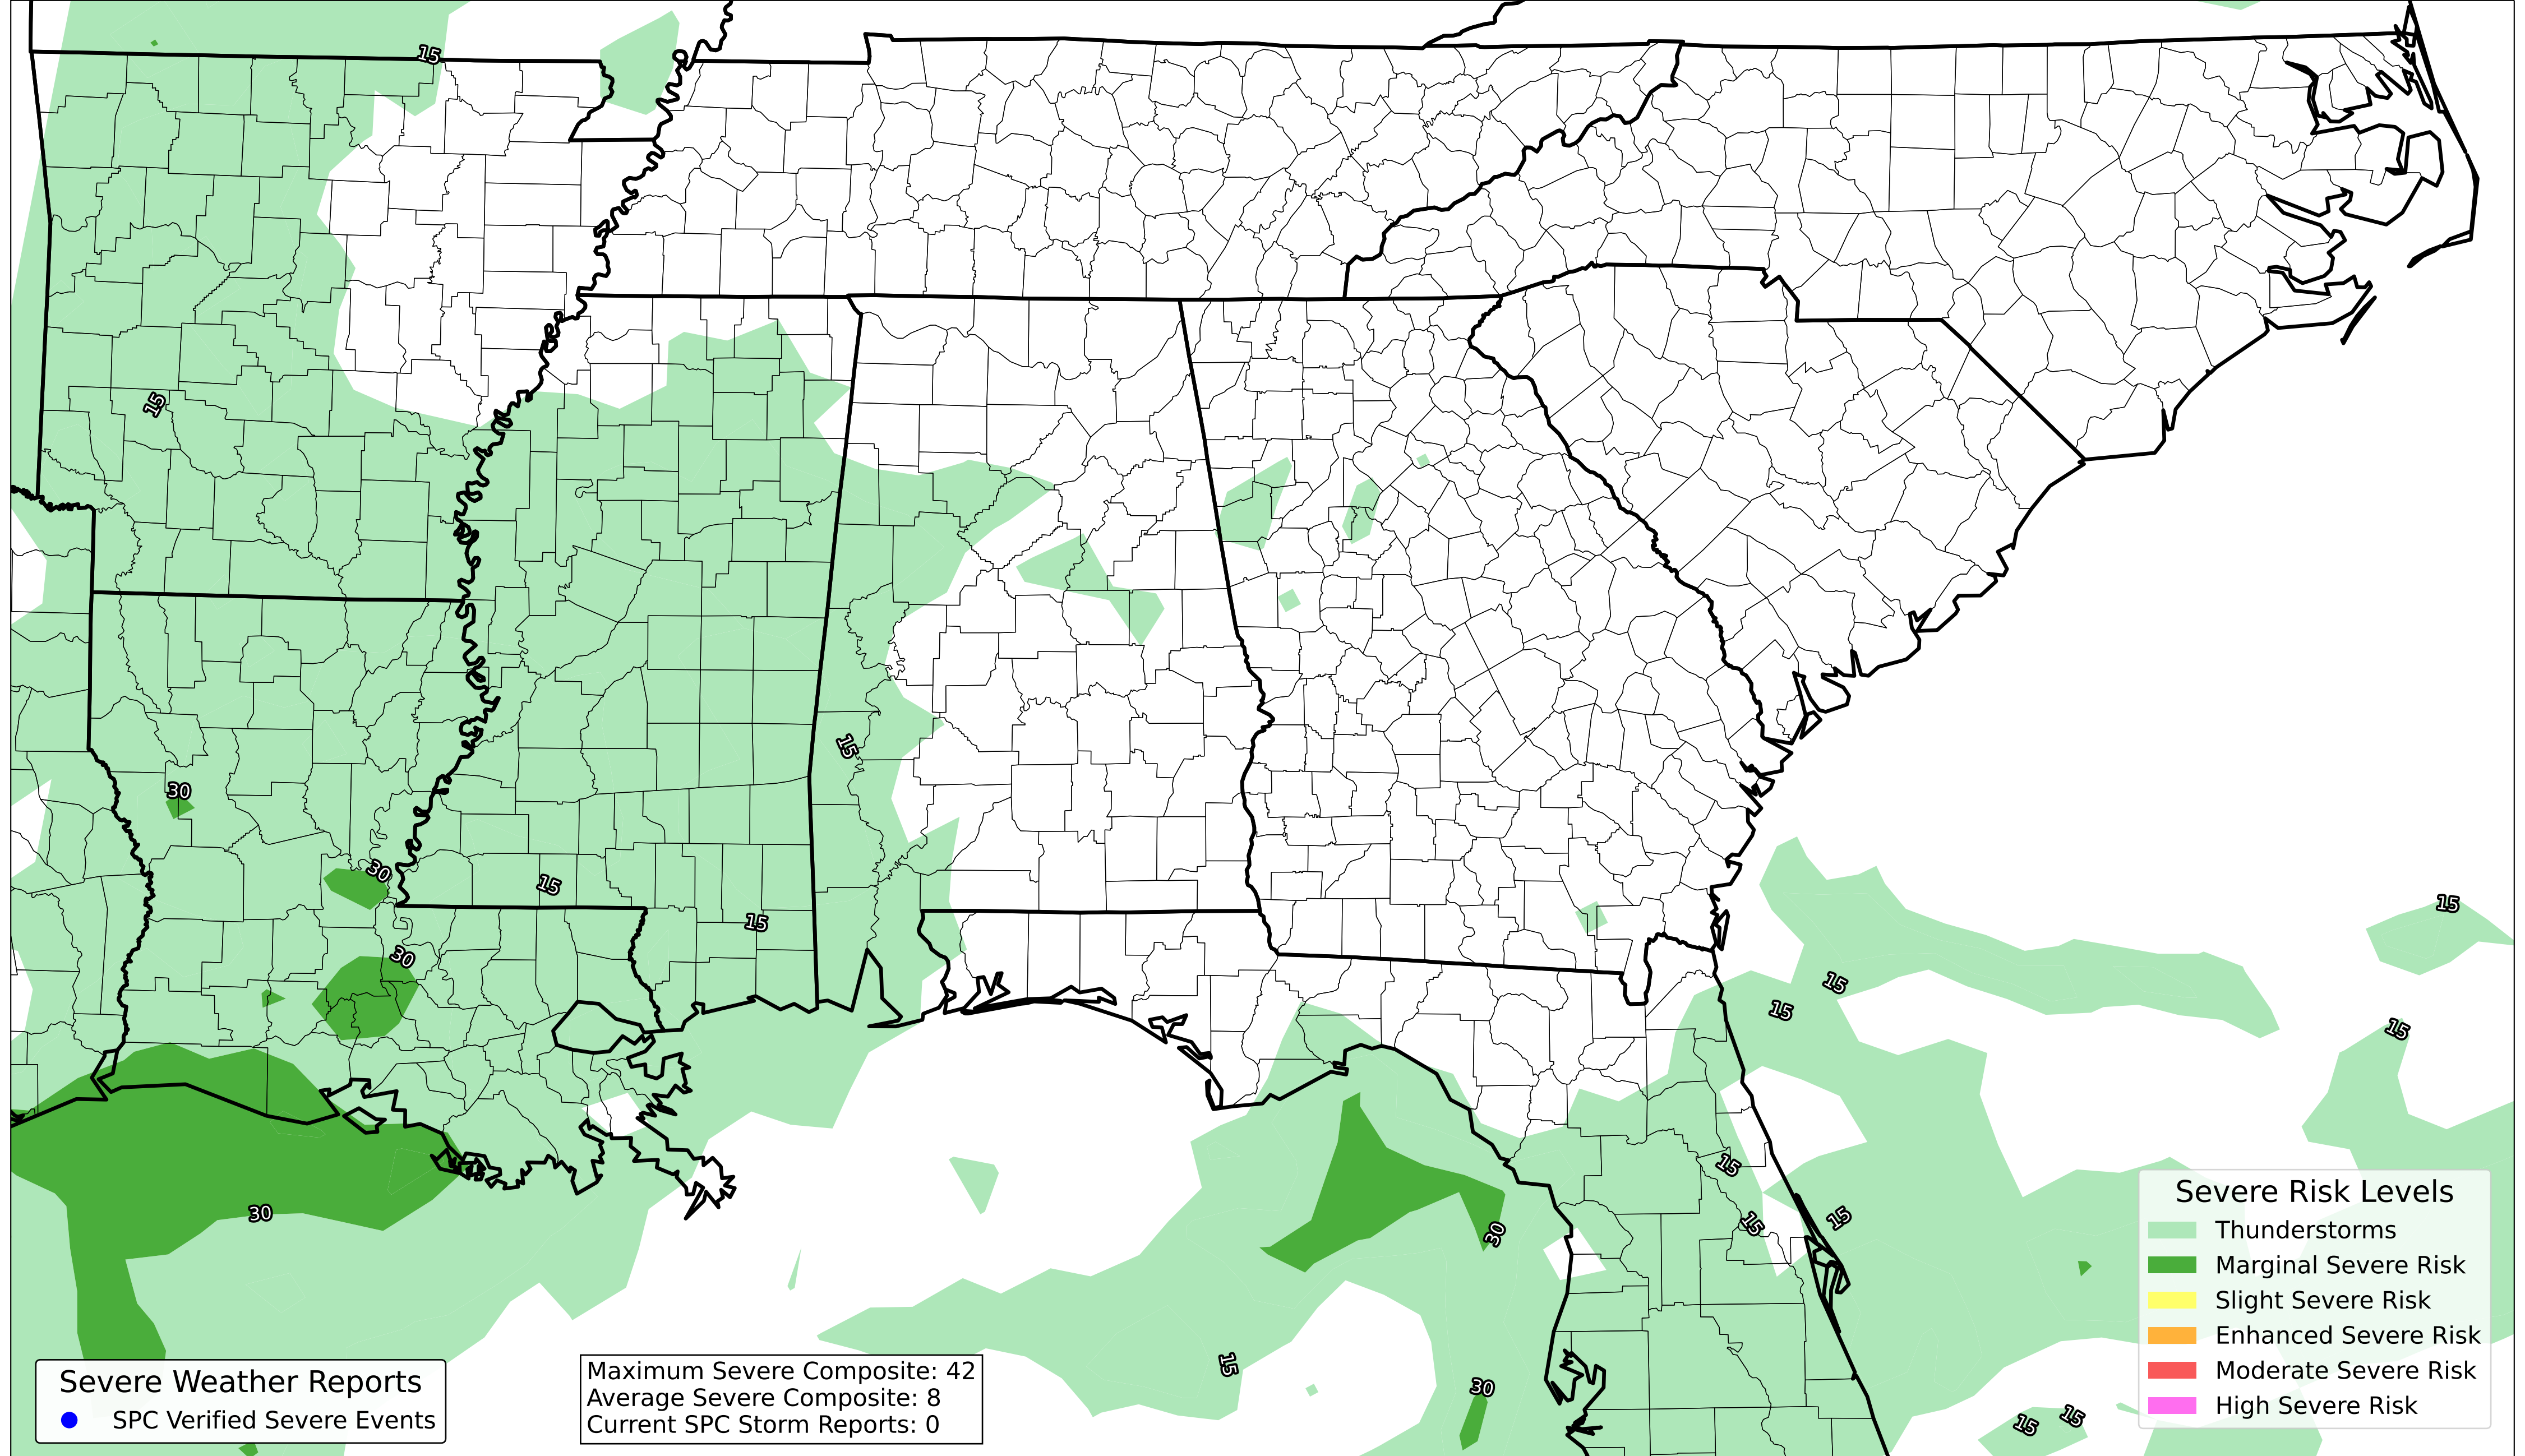 15
15
15
30
30
15
15
30
15
15
15
15
15
15
15
30
30
15
30
15
15
Severe Risk Levels
Thunderstorms
Marginal Severe Risk
Slight Severe Risk
Enhanced Severe Risk
Moderate Severe Risk
High Severe Risk
Severe Weather Reports
SPC Verified Severe Events
Maximum Severe Composite: 42
Average Severe Composite: 8
Current SPC Storm Reports: 0